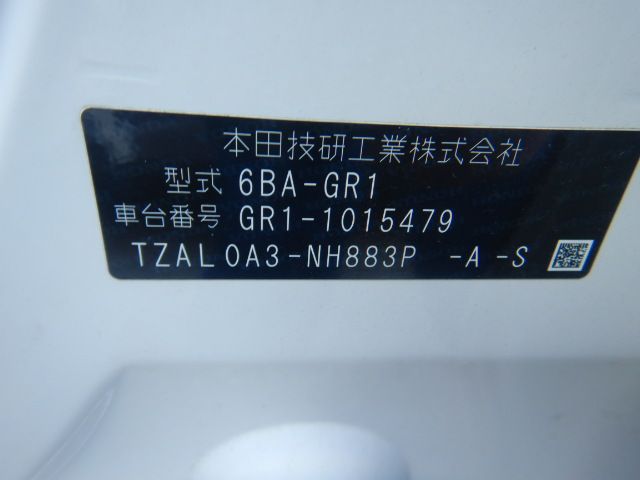 本田技研工業株式会社
型式 6BA-GR1
車台番号 GR1-1015479
TZAL0A3-NH883P -A -S